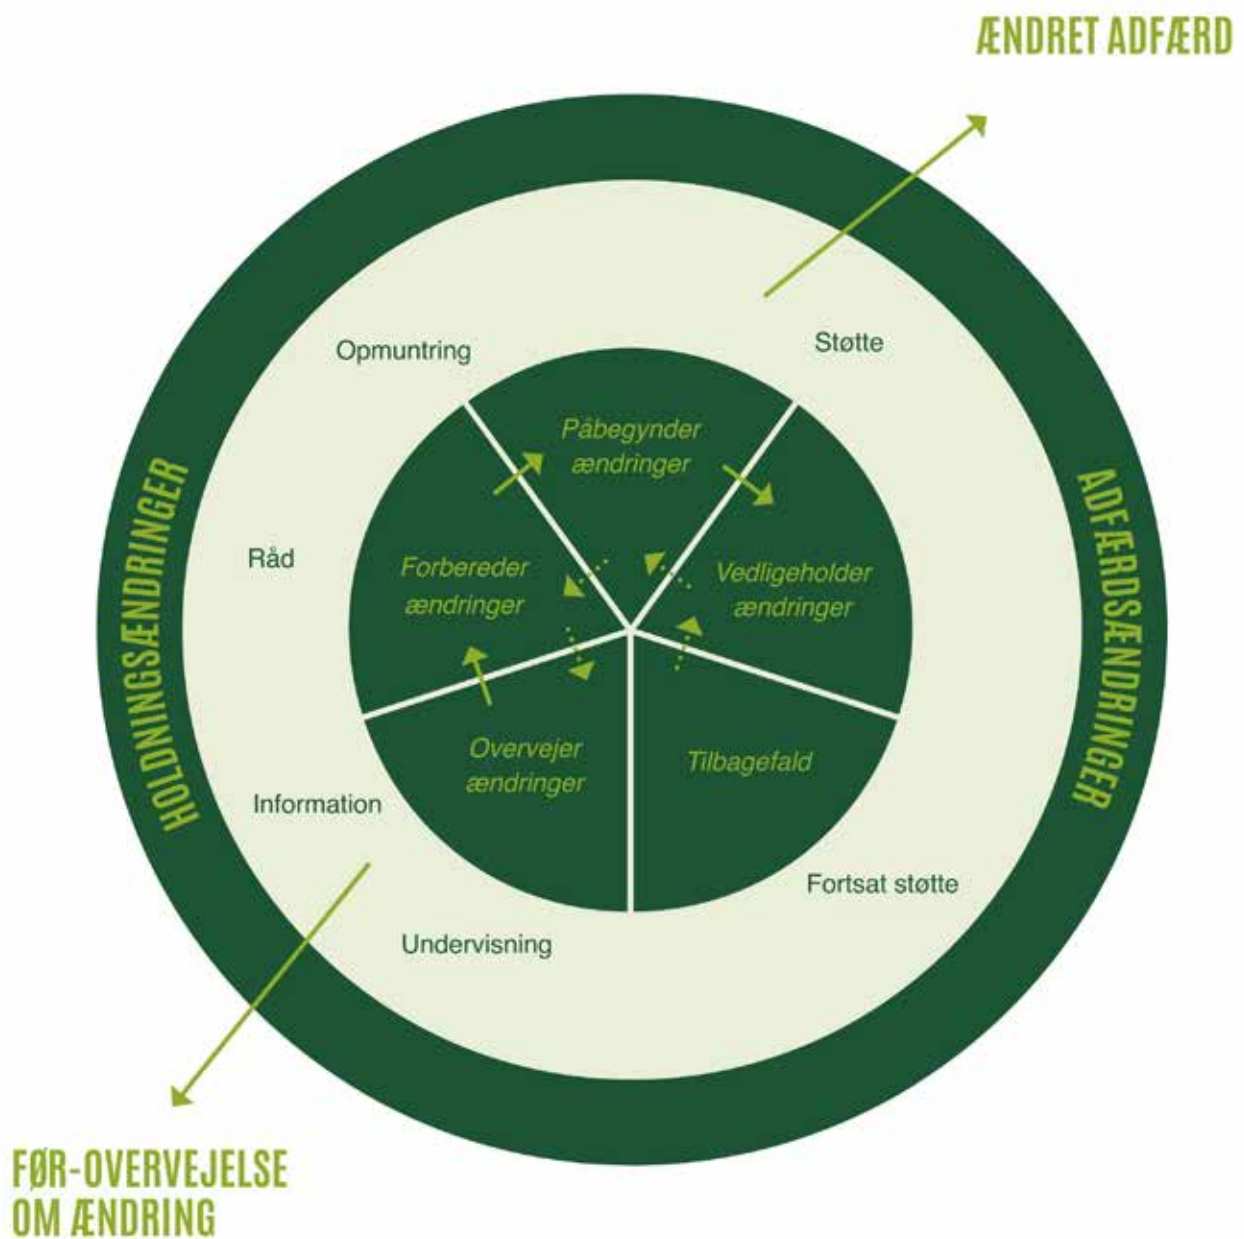 ÆNDRET ADFÆRD
Opmuntring
Støtte
Påbegynder
ændringer
HOLDNINGSÆNDRINGER
Råd
Forbereder
ændringer
Vedligeholder
ændringer
ADFÆRDSÆNDRINGER
Overvejer
ændringer
Tilbagefald
Information
Fortsat støtte
Undervisning
FØR-OVERVEJELSE
OM ÆNDRING